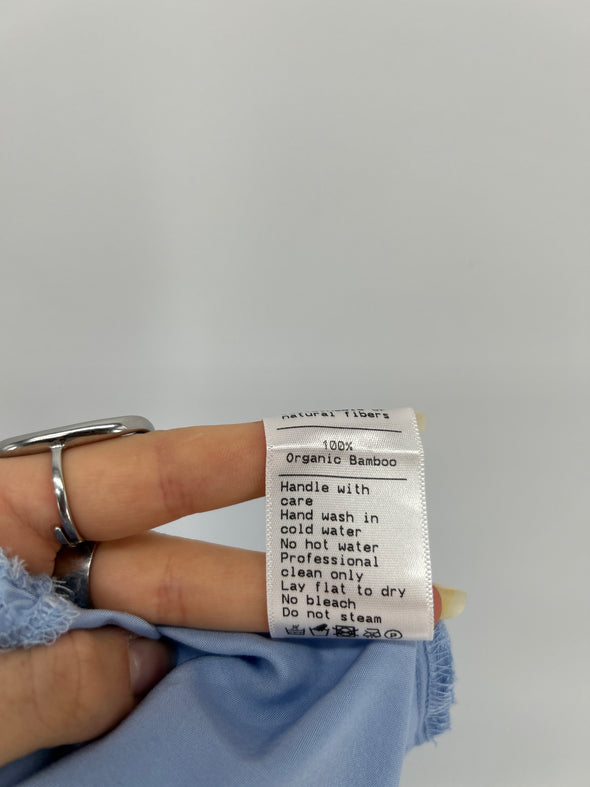 natural fibers
100%
Organic Bamboo
Handle with
care
Hand wash in
cold water
No hot water
Professional
clean only
Lay flat to dry
No bleach
Do not steam
P